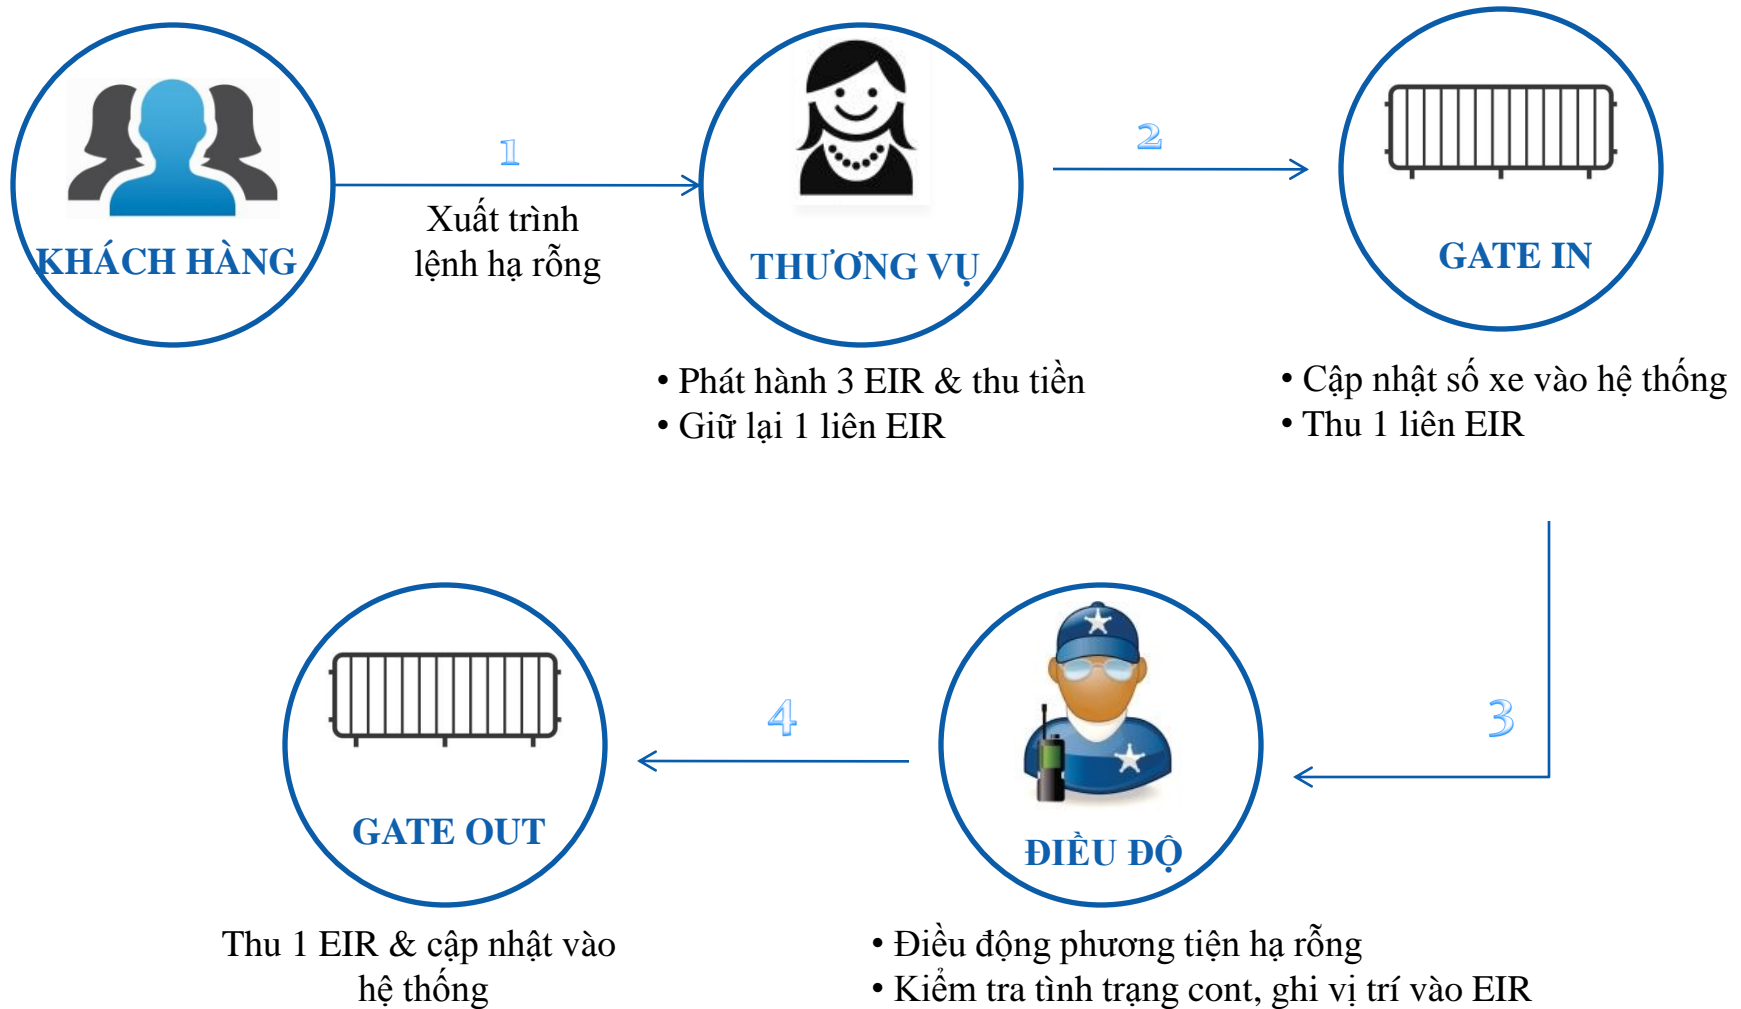 1
Xuất trình
lệnh hạ rỗng
KHÁCH HÀNG
THƯƠNG VỤ
• Phát hành 3 EIR & thu tiền
• Giữ lại 1 liên EIR
2
GATE IN
• Cập nhật số xe vào hệ thống
• Thu 1 liên EIR
3
ĐIỀU ĐỘ
• Điều động phương tiện hạ rỗng
• Kiểm tra tình trạng cont, ghi vị trí vào EIR
4
GATE OUT
Thu 1 EIR & cập nhật vào
hệ thống